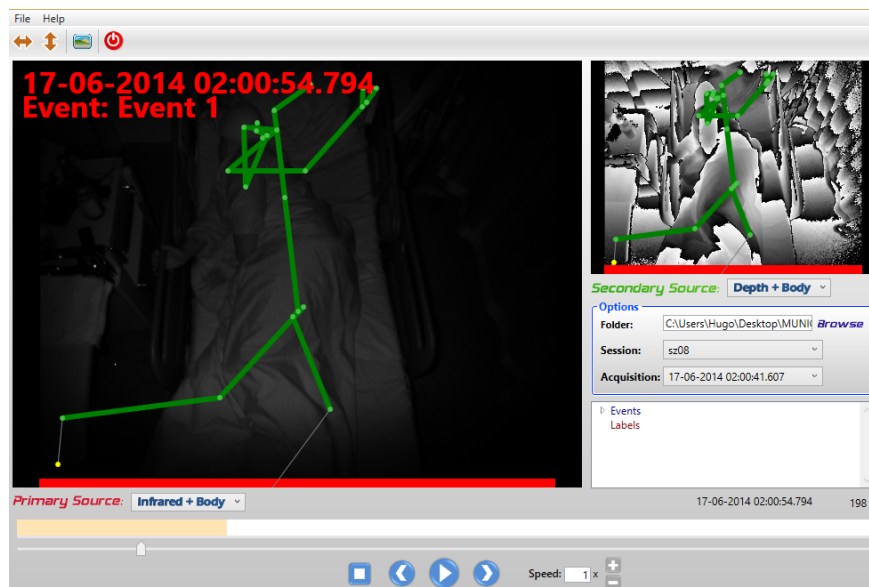 File Help
17-06-2014 02:00:54.794
Event: Event 1
Secondary Source: Depth + Body
Options
Folder: C:\Users\Hugo\Desktop\MUNI Browse
Session: sz08
Acquisition: 17-06-2014 02:00:41.607
Events
Labels
Primary Source: Infrared + Body
17-06-2014 02:00:54.794 198
Speed: 1 x